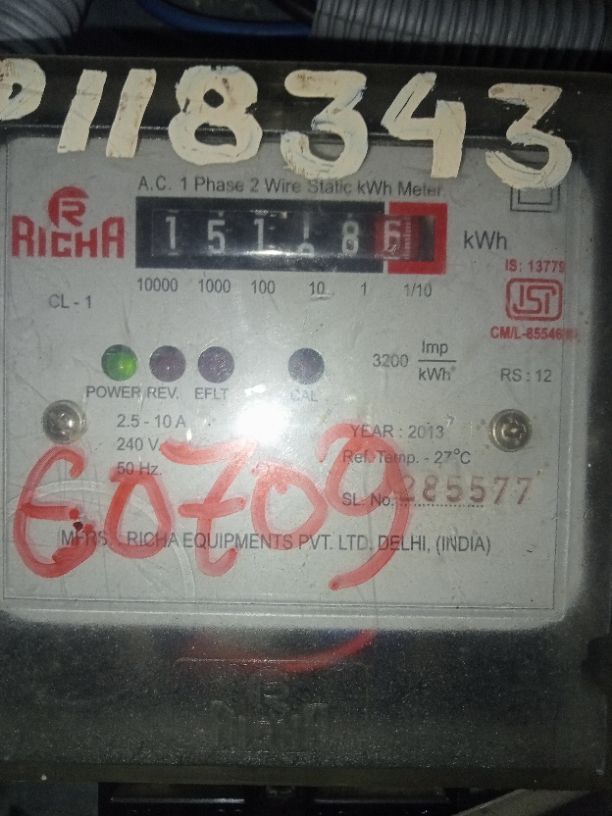 P118343
A.C. 1 Phase 2 Wire Static kWh Meter
R
RICHA
1 5 1 8 6 kWh
10000 1000 100 10 1 1/10
IS: 13779
ISI
CL - 1
3200 Imp/kWh
RS : 12
POWER REV. EFLT CAL
2.5 - 10 A
240 V.
50 Hz.
YEAR : 2013
Ref. Temp. - 27°C
SL. No. 285577
60709
MFRS RICHA EQUIPMENTS PVT. LTD. DELHI, (INDIA)
R
RICHA